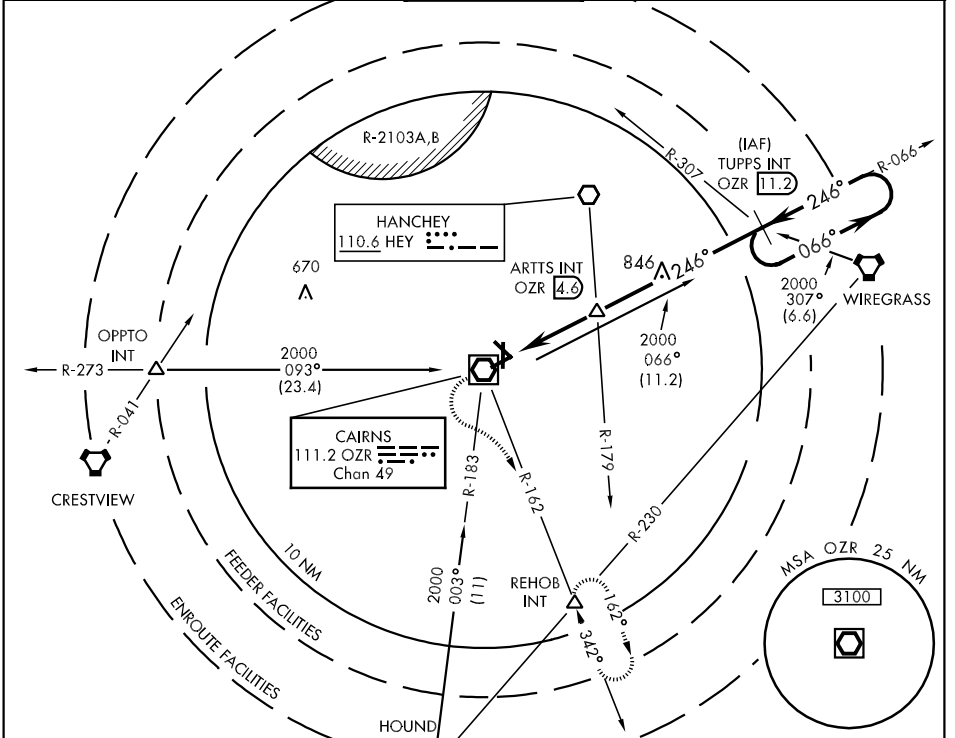 R-2103A,B
R-307
(IAF)
TUPPS INT
OZR 11.2
R-066
246°
066°
HANCHEY
110.6 HEY
ARTTS INT
OZR 4.6
846
246°
670
2000
307°
(6.6)
WIREGRASS
OPPTO
INT
R-273
2000
093°
(23.4)
2000
066°
(11.2)
R-041
CRESTVIEW
CAIRNS
111.2 OZR
Chan 49
R-183
R-162
R-179
R-230
10 NM
FEEDER FACILITIES
ENROUTE FACILITIES
2000
003°
(11)
REHOB
INT
162°
342°
HOUND
MSA OZR 25 NM
3100